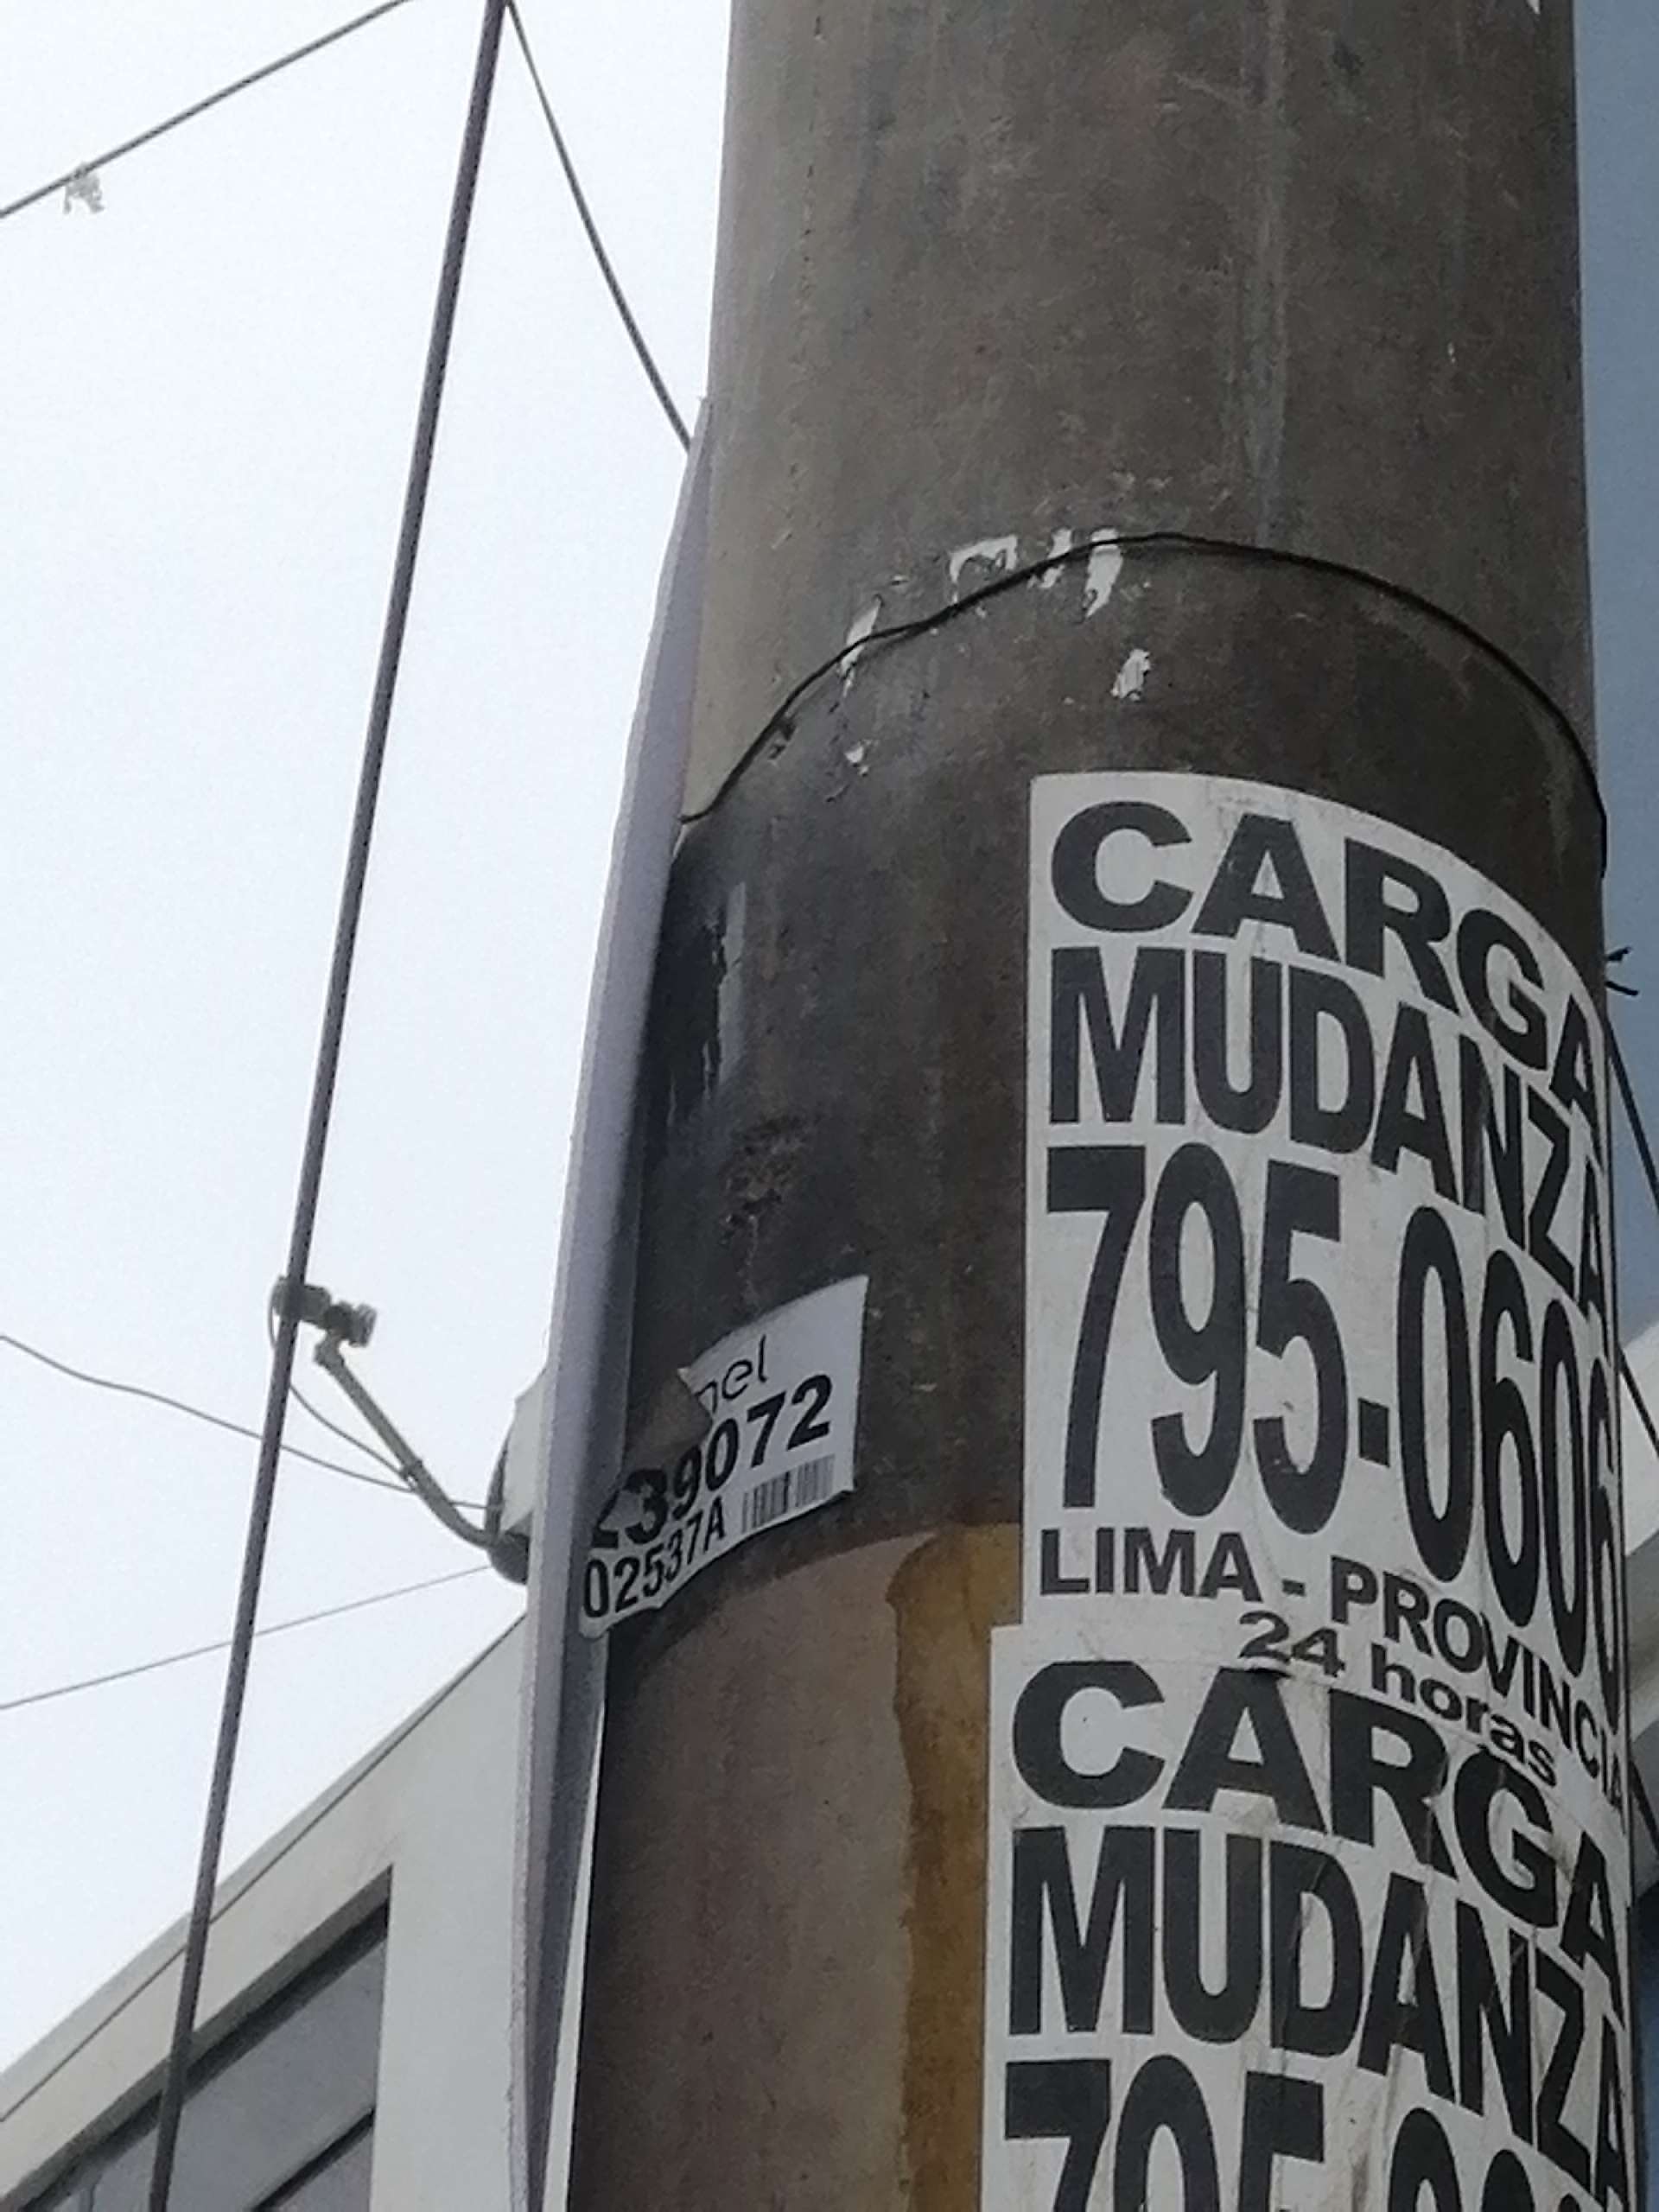 CARGA
MUDANZA
795-0606
LIMA - PROVINCIA
24 horas
nel
239072
02537A
CARGA
MUDANZA